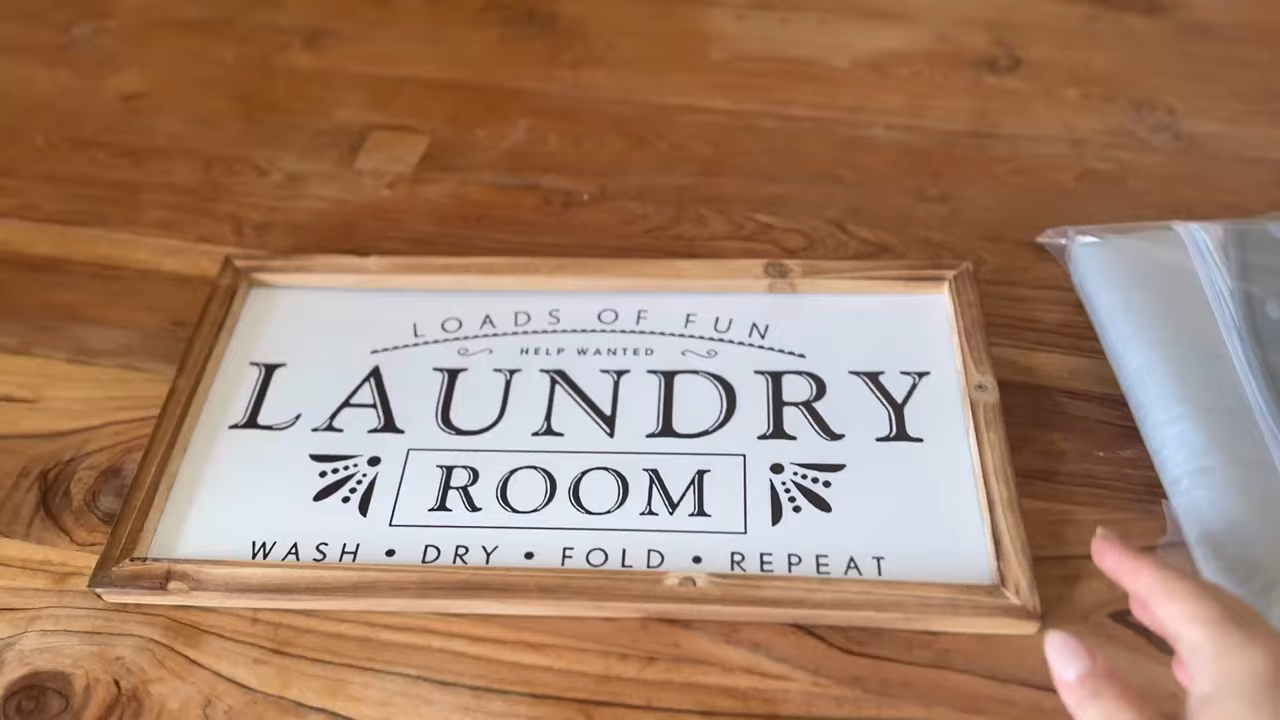 LOADS OF FUN
HELP WANTED
LAUNDRY
ROOM
WASH • DRY • FOLD • REPEAT